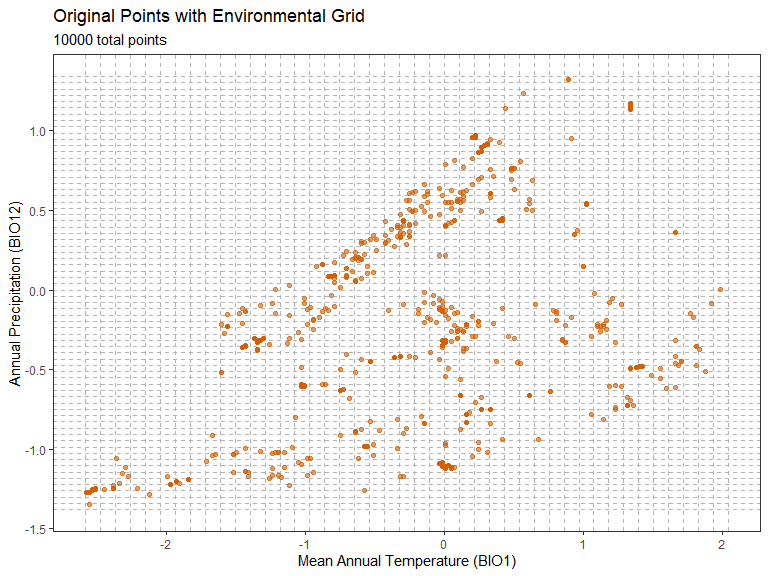 Original Points with Environmental Grid
10000 total points
Annual Precipitation (BIO12)
1.0
0.5
0.0
-0.5
-1.0
-1.5
-2
-1
0
1
2
Mean Annual Temperature (BIO1)